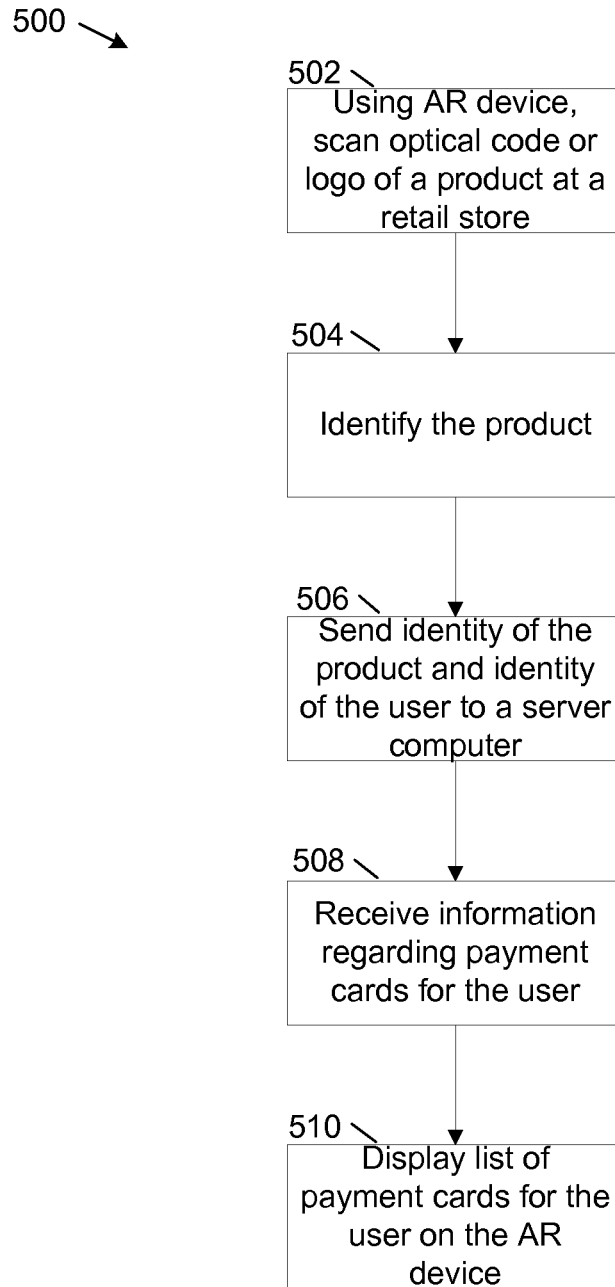 500
502
Using AR device,
scan optical code or
logo of a product at a
retail store
504
Identify the product
506
Send identity of the
product and identity
of the user to a server
computer
508
Receive information
regarding payment
cards for the user
510
Display list of
payment cards for the
user on the AR
device